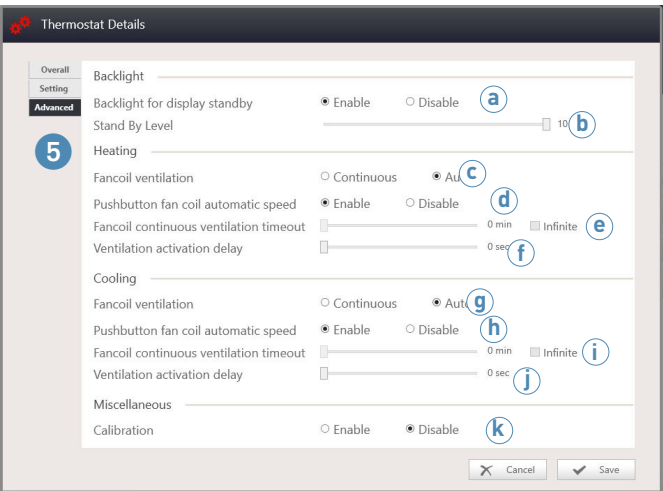 Thermostat Details
Overall
Setting
Advanced
5
Backlight
Backlight for display standby Enable Disable a
Stand By Level 10 b
Heating
Fancoil ventilation Continuous Au c
Pushbutton fan coil automatic speed Enable Disable d
Fancoil continuous ventilation timeout 0 min Infinite e
Ventilation activation delay 0 sec f
Cooling
Fancoil ventilation Continuous Auto g
Pushbutton fan coil automatic speed Enable Disable h
Fancoil continuous ventilation timeout 0 min Infinite i
Ventilation activation delay 0 sec j
Miscellaneous
Calibration Enable Disable k
Cancel Save